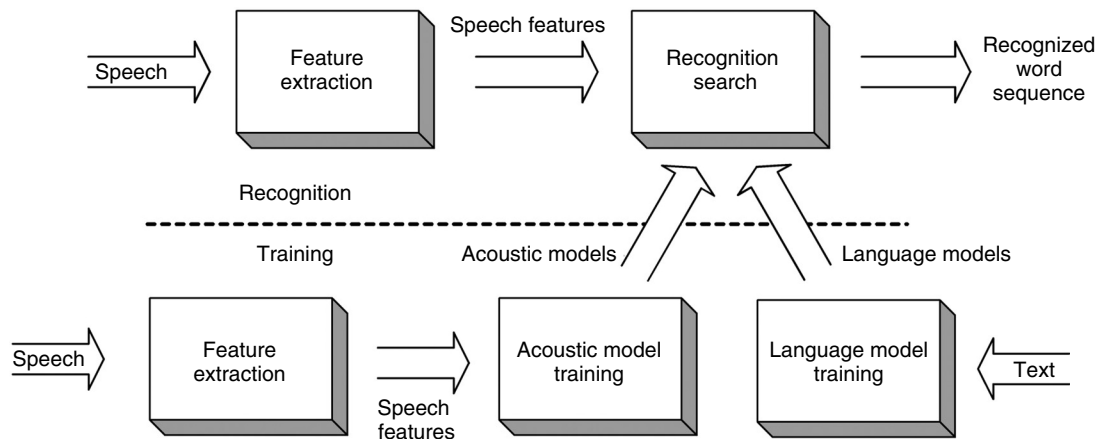 Speech
Feature
extraction
Speech features
Recognition
search
Recognized
word
sequence
Recognition
Training
Acoustic models
Language models
Speech
Feature
extraction
Speech
features
Acoustic model
training
Language model
training
Text